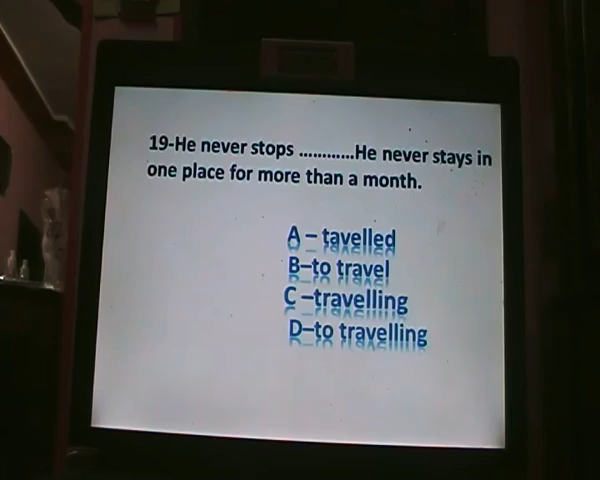 19-He never stops ............He never stays in
one place for more than a month.
A – tavelled
B–to travel
C –travelling
D–to travelling